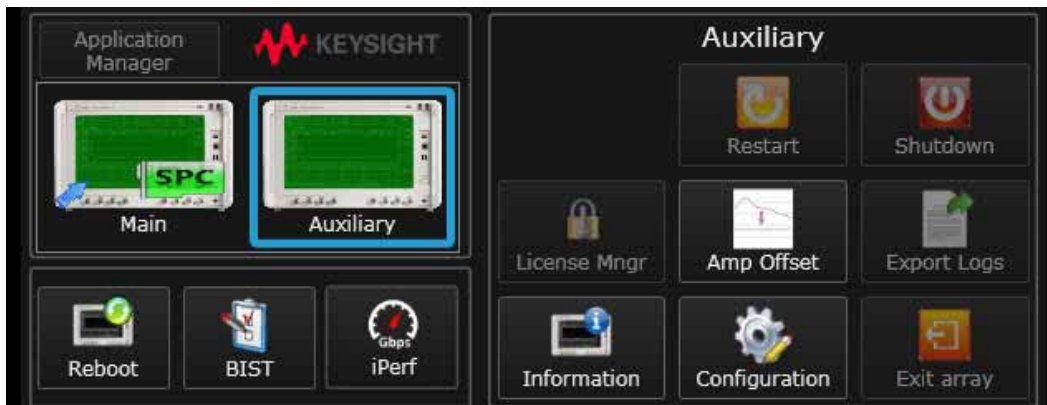 Application
Manager
KEYSIGHT
SPC
Main
Auxiliary
Reboot
BIST
Gbps
iPerf
Auxiliary
Restart
Shutdown
License Mngr
Amp Offset
Export Logs
Information
Configuration
Exit array